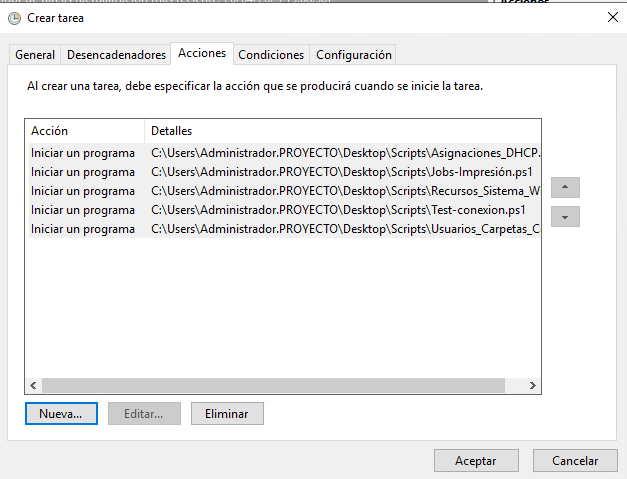 Acciones
Crear tarea
General Desencadenadores Acciones Condiciones Configuración
Al crear una tarea, debe especificar la acción que se producirá cuando se inicie la tarea.
Acción Detalles
Iniciar un programa C:\Users\Administrador.PROYECTO\Desktop\Scripts\Asignaciones_DHCP.
Iniciar un programa C:\Users\Administrador.PROYECTO\Desktop\Scripts\Jobs-Impresión.ps1
Iniciar un programa C:\Users\Administrador.PROYECTO\Desktop\Scripts\Recursos_Sistema_W
Iniciar un programa C:\Users\Administrador.PROYECTO\Desktop\Scripts\Test-conexion.ps1
Iniciar un programa C:\Users\Administrador.PROYECTO\Desktop\Scripts\Usuarios_Carpetas_C
Nueva... Editar... Eliminar
Aceptar Cancelar